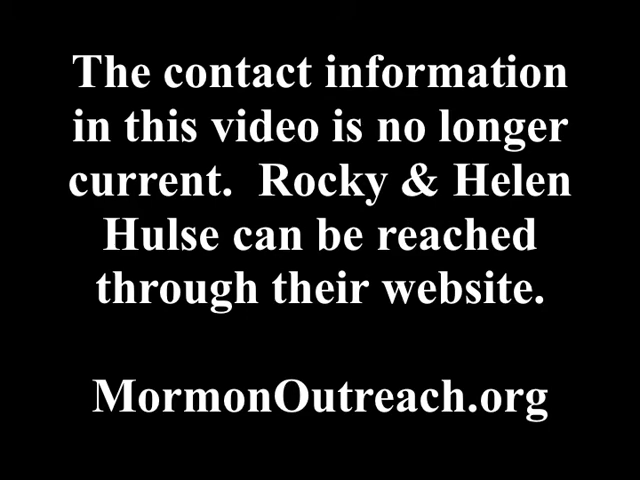 The contact information
in this video is no longer
current.  Rocky & Helen
Hulse can be reached
through their website.
MormonOutreach.org